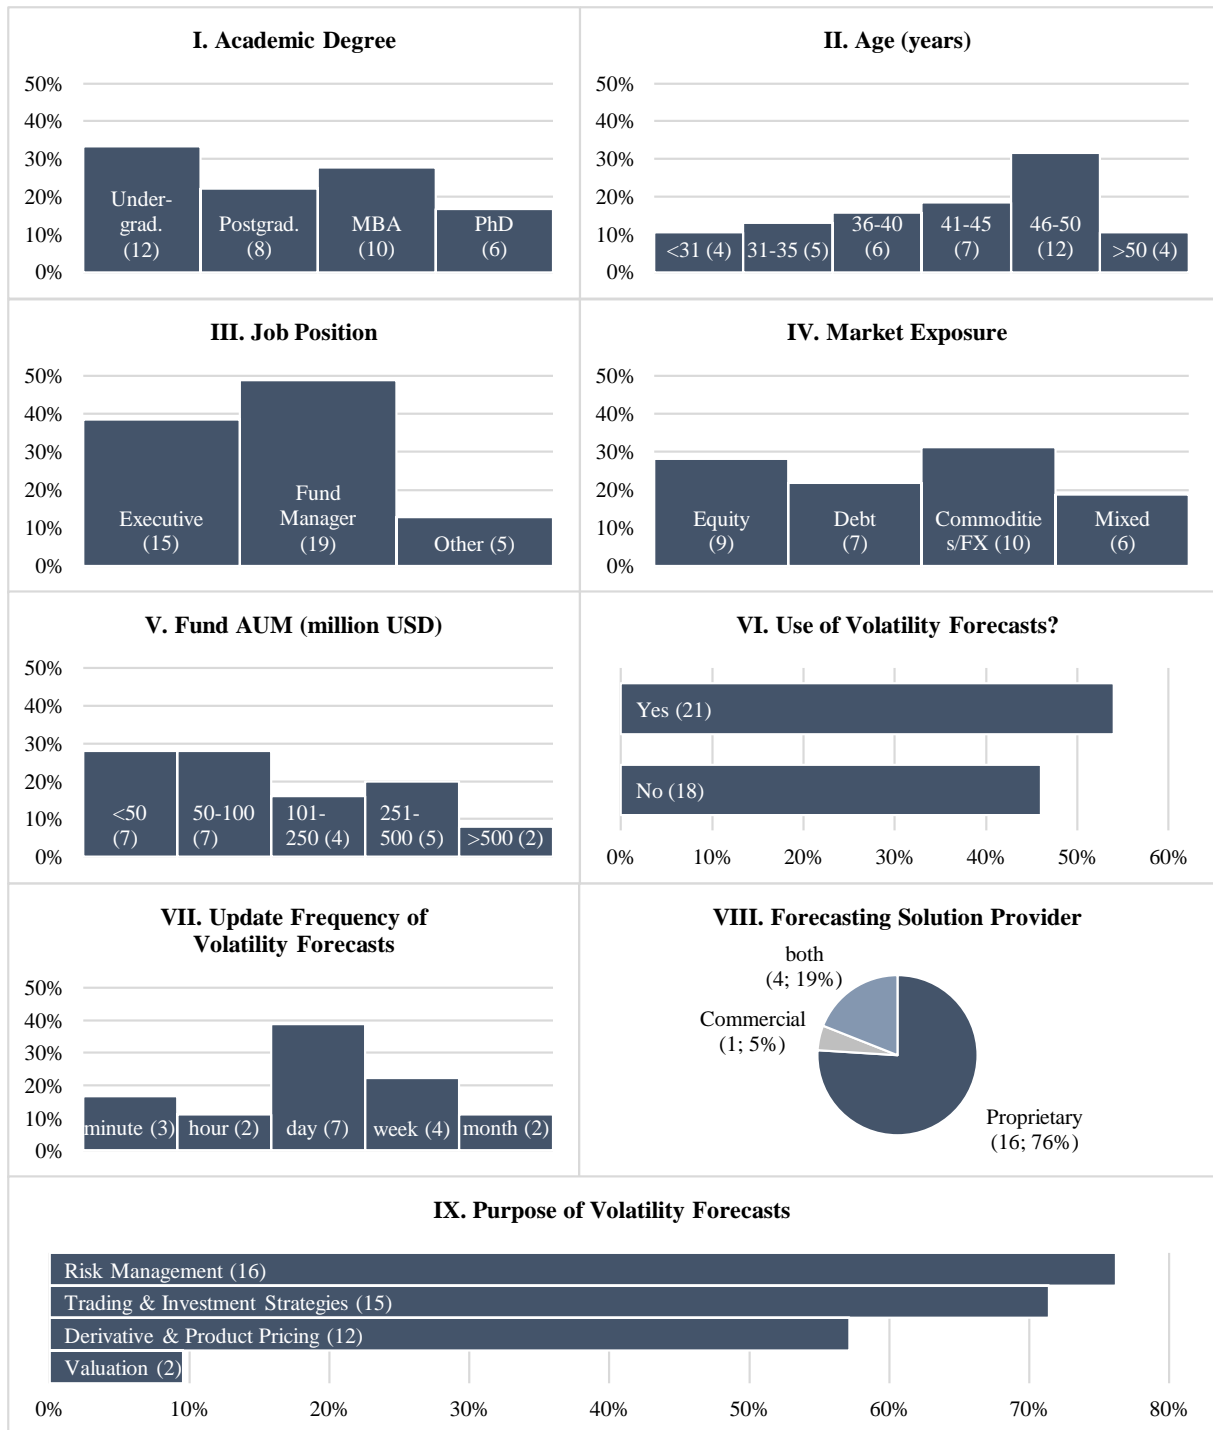 I. Academic Degree
50%
40%
30%
20%
10%
0%
Under-
grad.
(12)
Postgrad.
(8)
MBA
(10)
PhD
(6)
II. Age (years)
50%
40%
30%
20%
10%
0%
<31 (4)
31-35 (5)
36-40
(6)
41-45
(7)
46-50
(12)
>50 (4)
III. Job Position
50%
40%
30%
20%
10%
0%
Executive
(15)
Fund
Manager
(19)
Other (5)
IV. Market Exposure
50%
40%
30%
20%
10%
0%
Equity
(9)
Debt
(7)
Commoditie
s/FX (10)
Mixed
(6)
V. Fund AUM (million USD)
50%
40%
30%
20%
10%
0%
<50
(7)
50-100
(7)
101-
250 (4)
251-
500 (5)
>500 (2)
VI. Use of Volatility Forecasts?
Yes (21)
No (18)
0% 10% 20% 30% 40% 50% 60%
VII. Update Frequency of
Volatility Forecasts
50%
40%
30%
20%
10%
0%
minute (3) hour (2) day (7) week (4) month (2)
VIII. Forecasting Solution Provider
both
(4; 19%)
Commercial
(1; 5%)
Proprietary
(16; 76%)
IX. Purpose of Volatility Forecasts
Risk Management (16)
Trading & Investment Strategies (15)
Derivative & Product Pricing (12)
Valuation (2)
0% 10% 20% 30% 40% 50% 60% 70% 80%